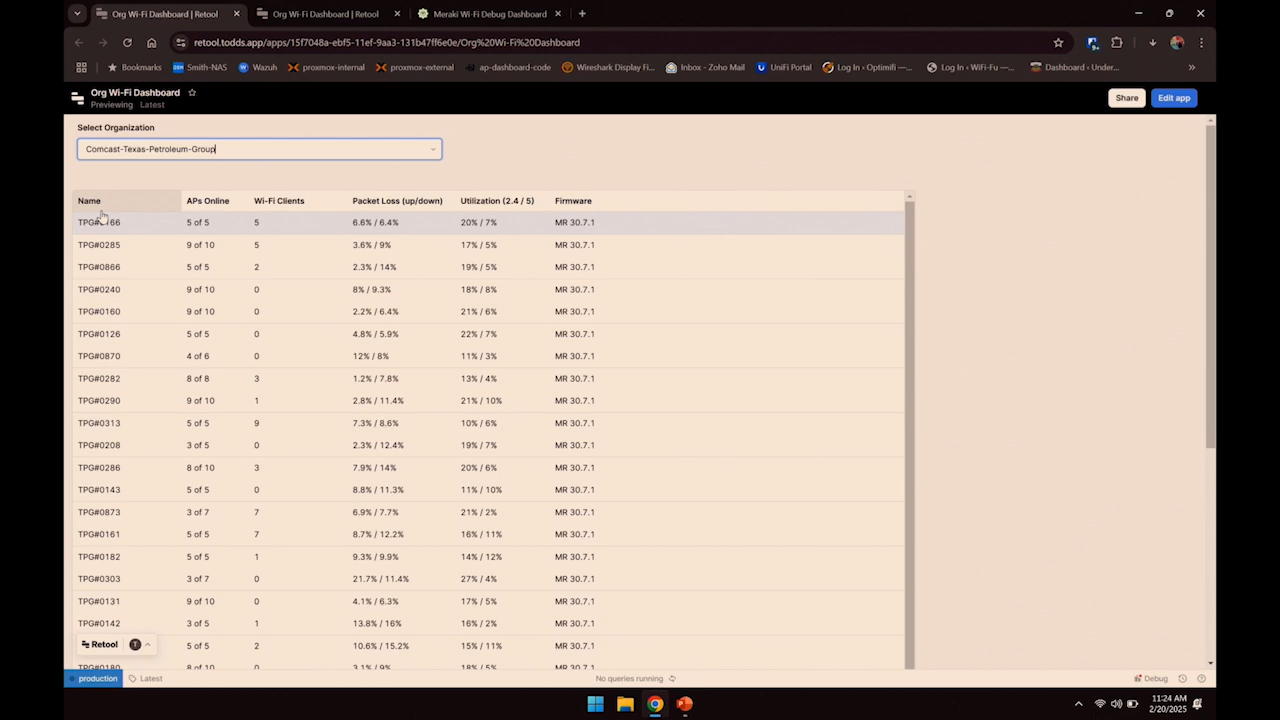 Org Wi-Fi Dashboard | Retool
Org Wi-Fi Dashboard | Retool
Meraki Wi-Fi Debug Dashboard
retool.todds.app/apps/15f7048a-ebf5-11ef-9aa3-131b47ff6e0e/Org%20Wi-Fi%20Dashboard
Bookmarks
Smith-NAS
Wazuh
proxmox-internal
proxmox-external
ap-dashboard-code
Wireshark Display Fi...
Inbox - Zoho Mail
UniFi Portal
Log In ‹ Optimifi —...
Log In ‹ WiFi-Fu —...
Dashboard ‹ Under...
Org Wi-Fi Dashboard
Previewing Latest
Share
Edit app
Select Organization
Comcast-Texas-Petroleum-Group
Name APs Online Wi-Fi Clients Packet Loss (up/down) Utilization (2.4 / 5) Firmware
5 of 5 5 6.6% / 6.4% 20% / 7% MR 30.7.1
TPG#0285 9 of 10 5 3.6% / 9% 17% / 5% MR 30.7.1
TPG#0866 5 of 5 2 2.3% / 14% 19% / 5% MR 30.7.1
TPG#0240 9 of 10 0 8% / 9.3% 18% / 8% MR 30.7.1
TPG#0160 9 of 10 0 2.2% / 6.4% 21% / 6% MR 30.7.1
TPG#0126 5 of 5 0 4.8% / 5.9% 22% / 7% MR 30.7.1
TPG#0870 4 of 6 0 12% / 8% 11% / 3% MR 30.7.1
TPG#0282 8 of 8 3 1.2% / 7.8% 13% / 4% MR 30.7.1
TPG#0290 9 of 10 1 2.8% / 11.4% 21% / 10% MR 30.7.1
TPG#0313 5 of 5 9 7.3% / 8.6% 10% / 6% MR 30.7.1
TPG#0208 3 of 5 0 2.3% / 12.4% 19% / 7% MR 30.7.1
TPG#0286 8 of 10 3 7.9% / 14% 20% / 6% MR 30.7.1
TPG#0143 5 of 5 0 8.8% / 11.3% 11% / 10% MR 30.7.1
TPG#0873 3 of 7 7 6.9% / 7.7% 21% / 2% MR 30.7.1
TPG#0161 5 of 5 7 8.7% / 12.2% 16% / 11% MR 30.7.1
TPG#0182 5 of 5 1 9.3% / 9.9% 14% / 12% MR 30.7.1
TPG#0303 3 of 7 0 21.7% / 11.4% 27% / 4% MR 30.7.1
TPG#0131 9 of 10 0 4.1% / 6.3% 17% / 5% MR 30.7.1
TPG#0142 3 of 5 1 13.8% / 16% 16% / 2% MR 30.7.1
5 of 5 2 10.6% / 15.2% 15% / 11% MR 30.7.1
Retool T
TPG#0180 8 of 10 0 3.1% / 9% 18% / 5% MR 30.7.1
production
Latest
No queries running
Debug
11:24 AM
2/20/2025